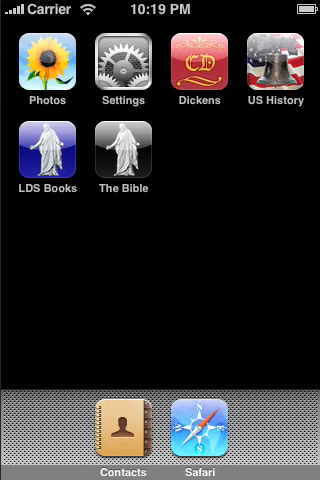 Carrier 10:19 PM
Photos Settings Dickens US History
CD
LDS Books The Bible
N
Contacts Safari